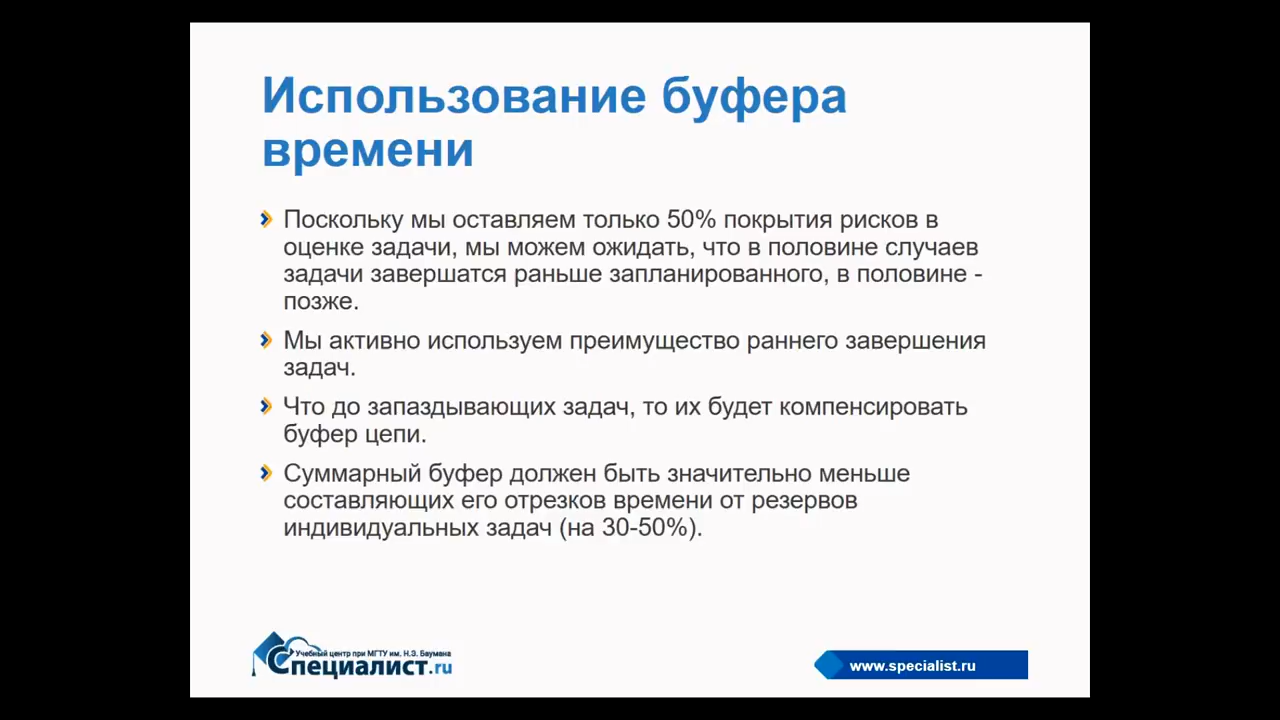 Использование буфера
времени
Поскольку мы оставляем только 50% покрытия рисков в
оценке задачи, мы можем ожидать, что в половине случаев
задачи завершатся раньше запланированного, в половине -
позже.
Мы активно используем преимущество раннего завершения
задач.
Что до запаздывающих задач, то их будет компенсировать
буфер цепи.
Суммарный буфер должен быть значительно меньше
составляющих его отрезков времени от резервов
индивидуальных задач (на 30-50%).
Учебный центр при МГТУ им. Н.Э. Баумана
Специалист.ru
www.specialist.ru